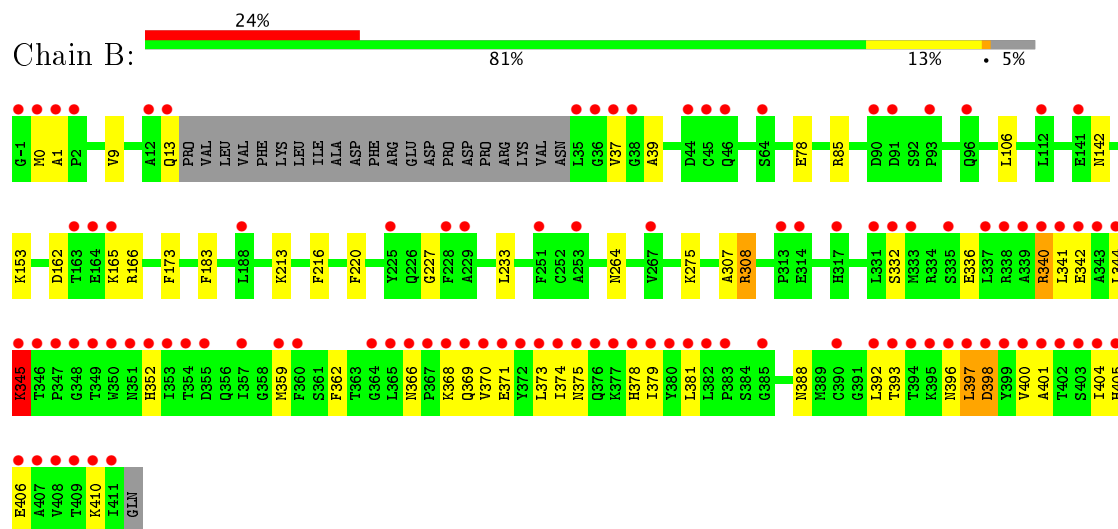 24%
Chain B:
81% 13% • 5%
G-1 M0 A1 P2 V9 A12 Q13 PRO VAL LEU VAL PHE LYS LEU ILE ALA ASP PHE ARG GLU ASP PRO ASP PRO ARG LYS VAL ASN L35 G36 V37 G38 A39 D44 C45 Q46 S64 E78 R85 D90 D91 S92 P93 Q96 L106 L112 E141 N142
K153 D162 T163 E164 K165 R166 F173 F183 L188 K213 F216 F220 Y225 Q226 G227 F228 A229 L233 F251 C252 A253 N264 V267 K275 A307 R308 P313 E314 H317 L331 S332 M333 R334 S335 E336 L337 R338 A339 R340 L341 E342 A343 L344
K345 T346 P347 G348 T349 W350 N351 H352 I353 T354 D355 Q356 I357 G358 M359 F360 S361 F362 T363 G364 L365 N366 P367 K368 Q369 V370 E371 Y372 L373 I374 N375 Q376 K377 H378 I379 Y380 L381 L382 P383 S384 G385 N388 M389 C390 G391 L392 T393 T394 K395 N396 L397 D398 Y399 V400 A401 T402 S403 I404 H405
E406 A407 V408 T409 K410 I411 GLN